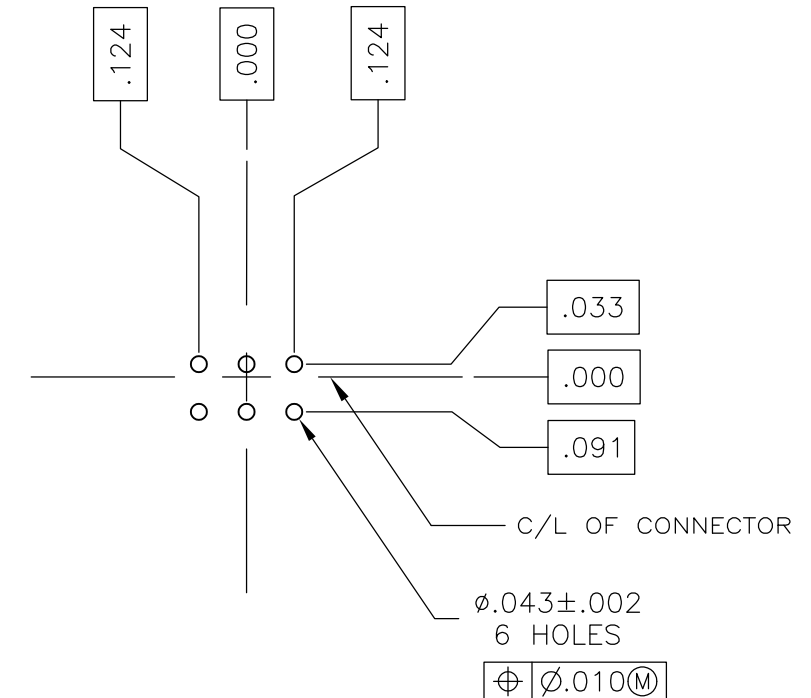 .124
.000
.124
.033
.000
.091
C/L OF CONNECTOR
ø.043±.002
6 HOLES
⌖ Ø.010Ⓜ